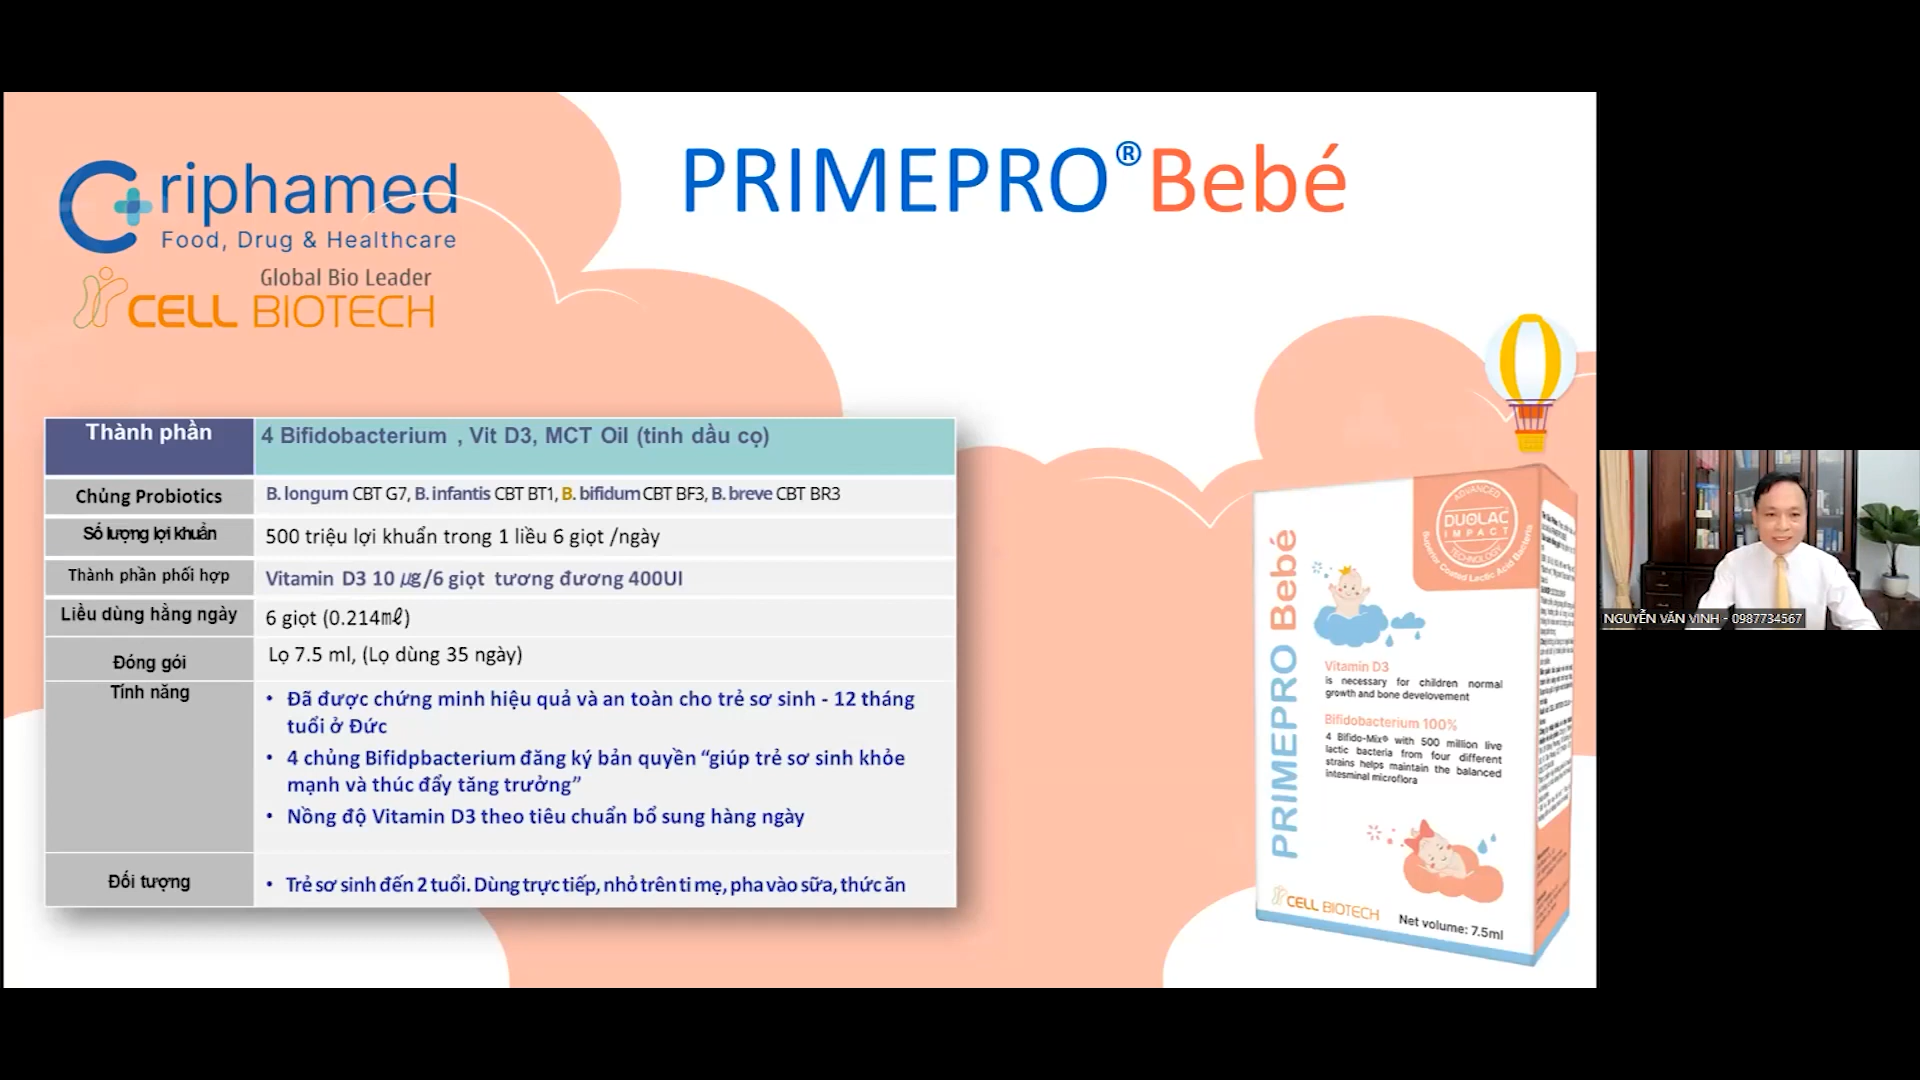 riphamed
Food, Drug & Healthcare
Global Bio Leader
CELL BIOTECH
PRIMEPRO® Bebé
Thành phần
4 Bifidobacterium , Vit D3, MCT Oil (tinh dầu cọ)
Chủng Probiotics
B. longum CBT G7, B. infantis CBT BT1, B. bifidum CBT BF3, B. breve CBT BR3
Số lượng lợi khuẩn
500 triệu lợi khuẩn trong 1 liều 6 giọt /ngày
Thành phần phối hợp
Vitamin D3 10 ㎍/6 giọt tương đương 400UI
Liều dùng hằng ngày
6 giọt (0.214㎖)
Đóng gói
Lọ 7.5 ml, (Lọ dùng 35 ngày)
Tính năng
• Đã được chứng minh hiệu quả và an toàn cho trẻ sơ sinh - 12 tháng
tuổi ở Đức
• 4 chủng Bifidpbacterium đăng ký bản quyền “giúp trẻ sơ sinh khỏe
mạnh và thúc đẩy tăng trưởng”
• Nồng độ Vitamin D3 theo tiêu chuẩn bổ sung hàng ngày
Đối tượng
• Trẻ sơ sinh đến 2 tuổi. Dùng trực tiếp, nhỏ trên ti mẹ, pha vào sữa, thức ăn
PRIMEPRO Bebé
ADVANCED
DUOLAC
IMPACT
TECHNOLOGY
Superior Coated Lactic Acid Bacteria
Vitamin D3
is necessary for children normal
growth and bone develovement
Bifidobacterium 100%
4 Bifido-Mix® with 500 million live
lactic bacteria from four different
strains helps maintain the balanced
intesminal microflora
CELL BIOTECH
Net volume: 7.5ml
NGUYỄN VĂN VINH - 0987734567